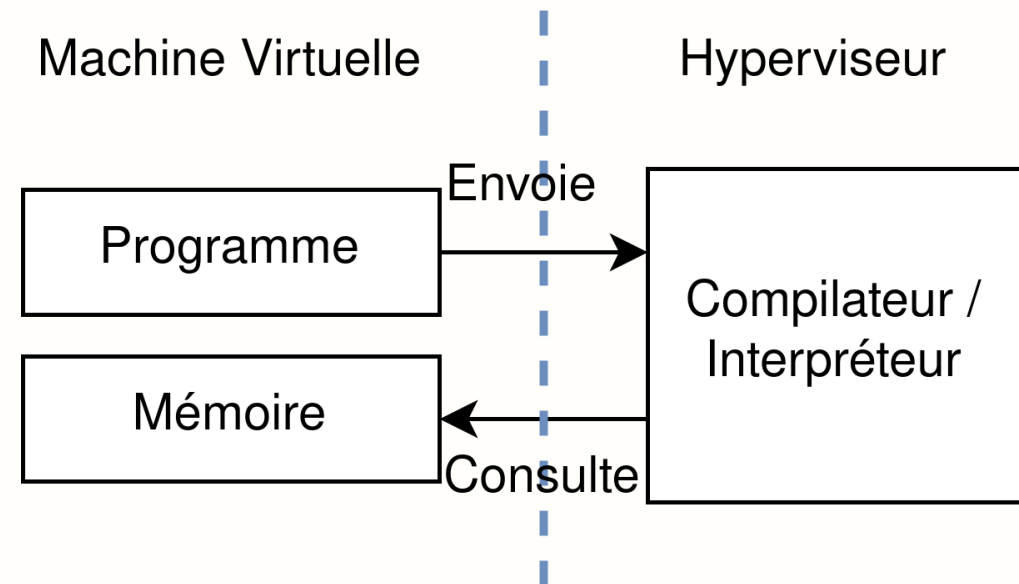 Machine Virtuelle
Hyperviseur
Envoie
Programme
Compilateur /
Interpréteur
Mémoire
Consulte